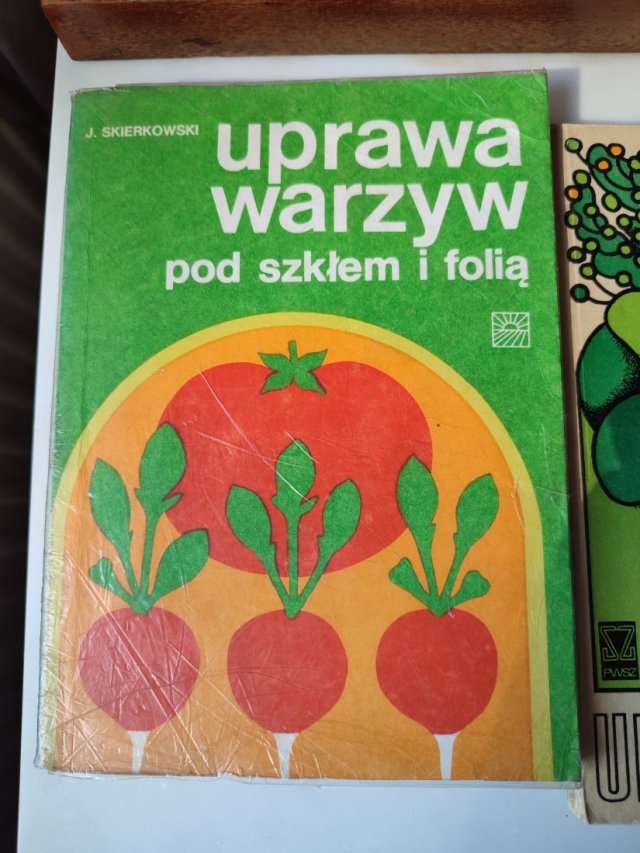 J. SKIERKOWSKI
uprawa
warzyw
pod szkłem i folią
PWSZ